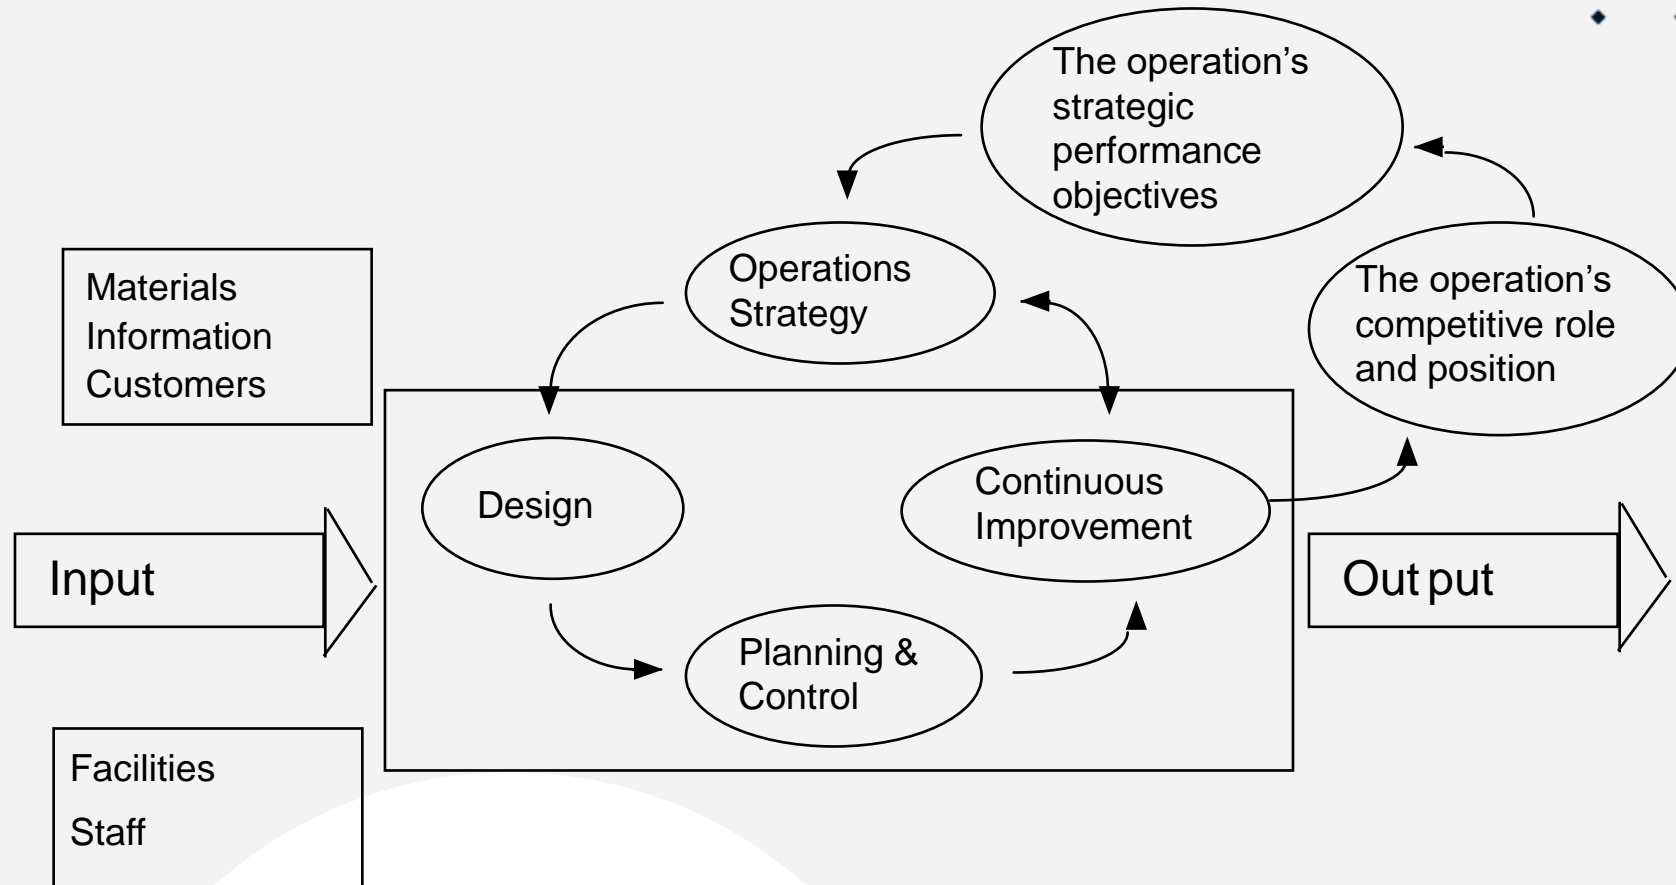 The operation’s
strategic
performance
objectives
Operations
Strategy
The operation’s
competitive role
and position
Materials
Information
Customers
Design
Continuous
Improvement
Input
Out put
Planning &
Control
Facilities
Staff